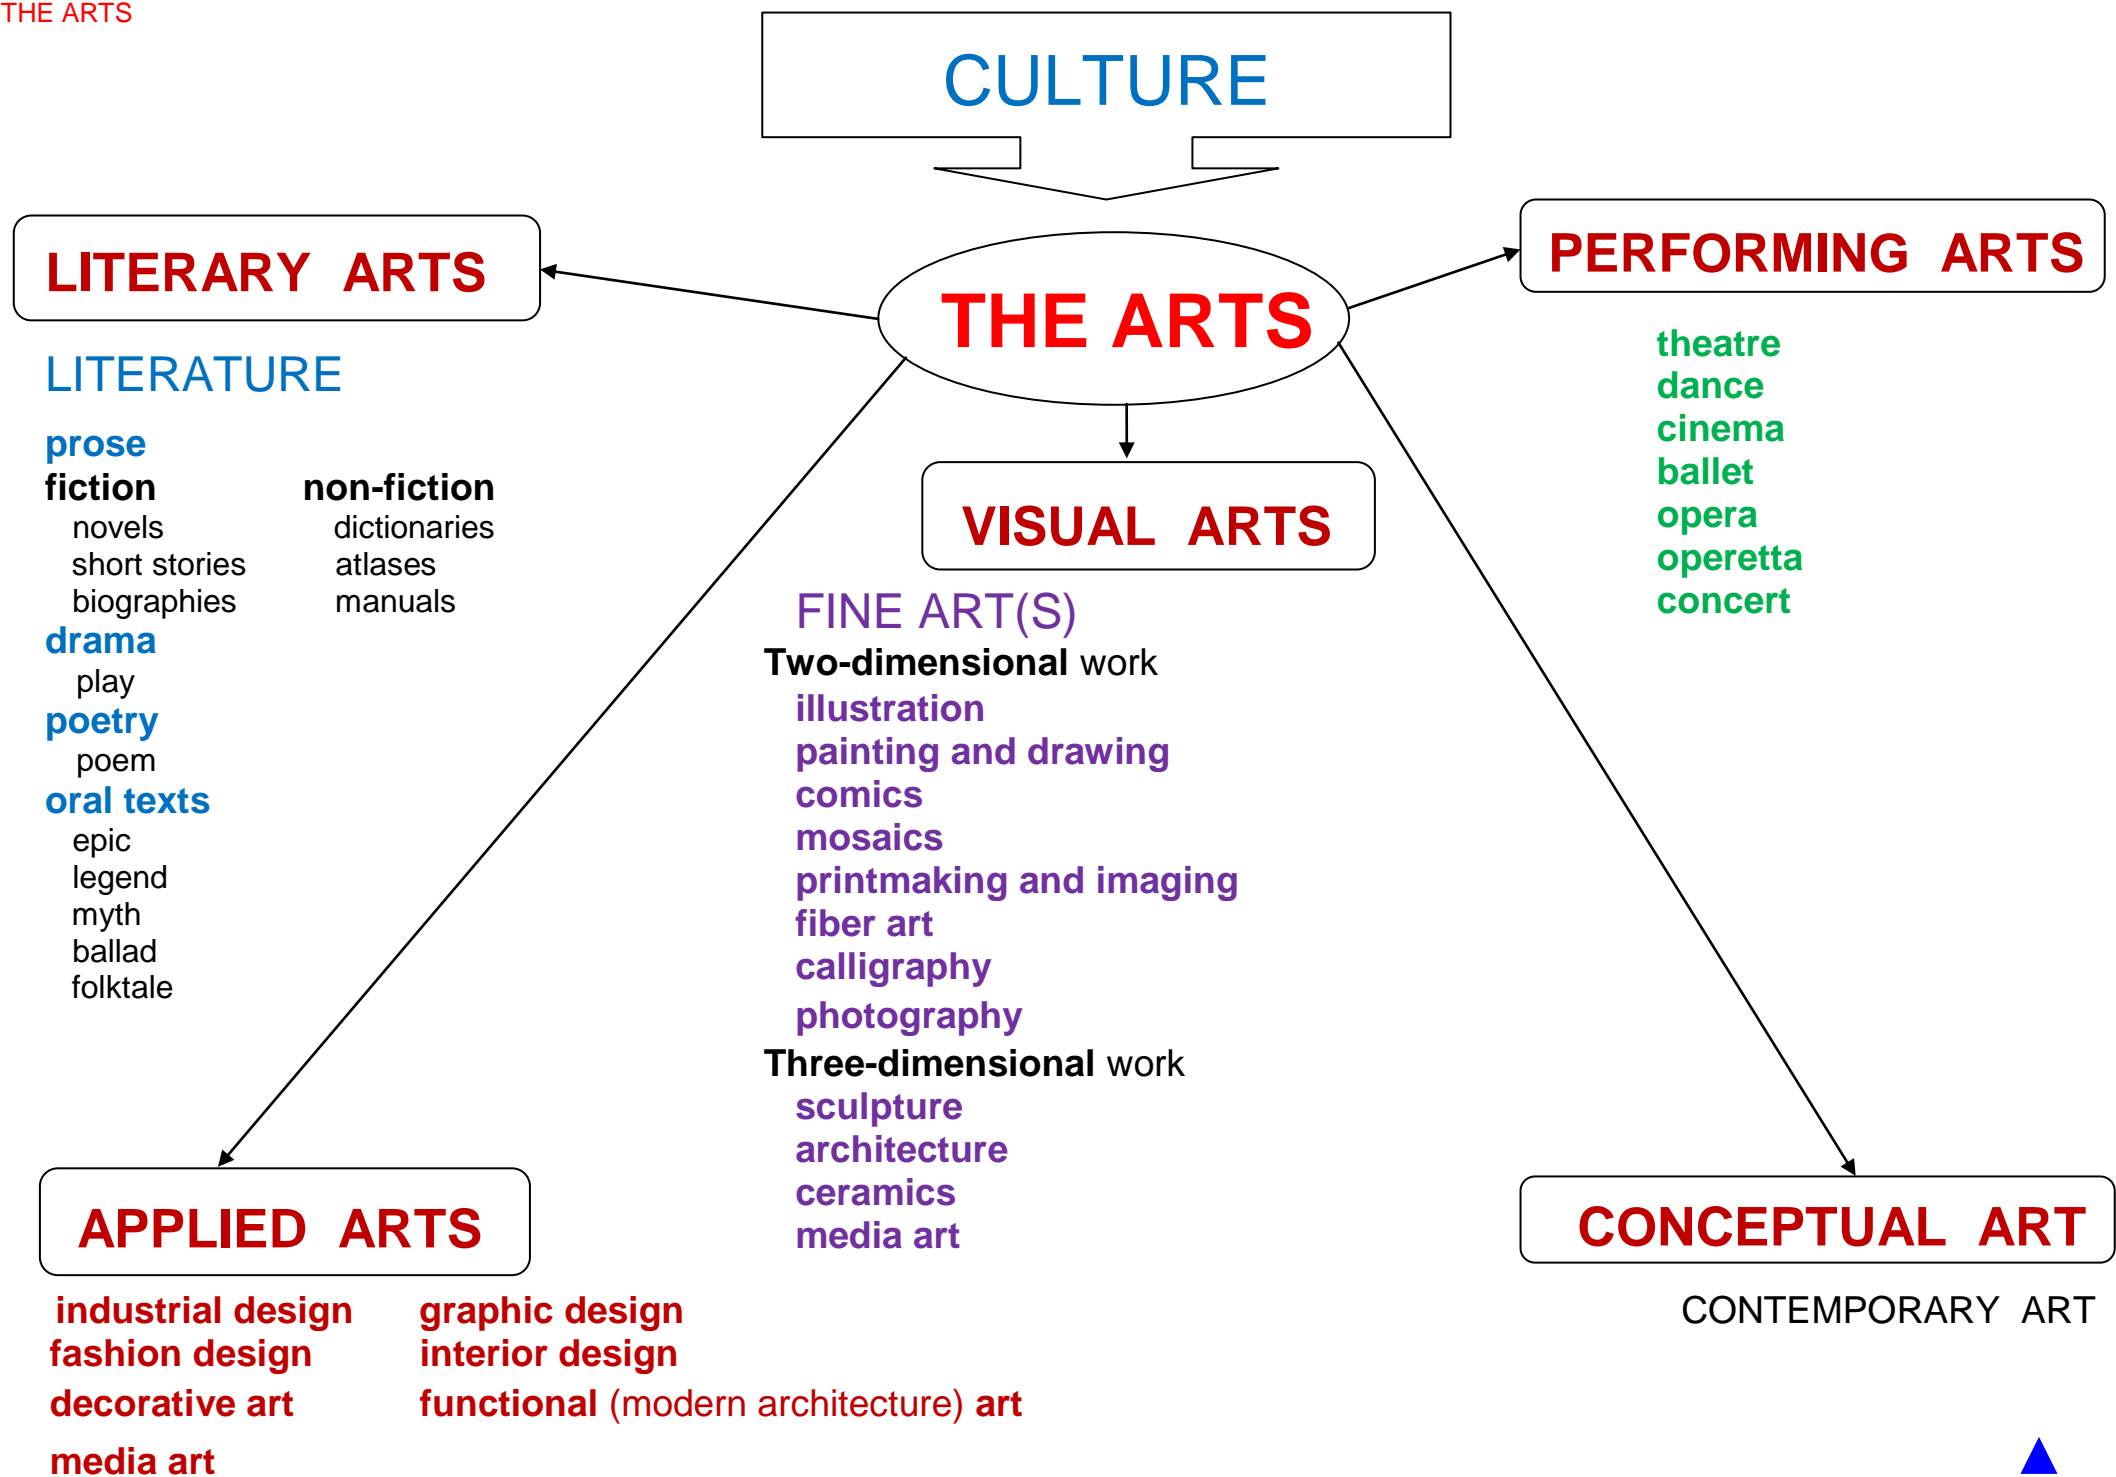 THE ARTS
CULTURE
THE ARTS
LITERARY ARTS
LITERATURE
prose
fiction non-fiction
novels dictionaries
short stories atlases
biographies manuals
drama
play
poetry
poem
oral texts
epic
legend
myth
ballad
folktale
PERFORMING ARTS
theatre
dance
cinema
ballet
opera
operetta
concert
VISUAL ARTS
FINE ART(S)
Two-dimensional work
illustration
painting and drawing
comics
mosaics
printmaking and imaging
fiber art
calligraphy
photography
Three-dimensional work
sculpture
architecture
ceramics
media art
APPLIED ARTS
industrial design graphic design
fashion design interior design
decorative art functional (modern architecture) art
media art
CONCEPTUAL ART
CONTEMPORARY ART